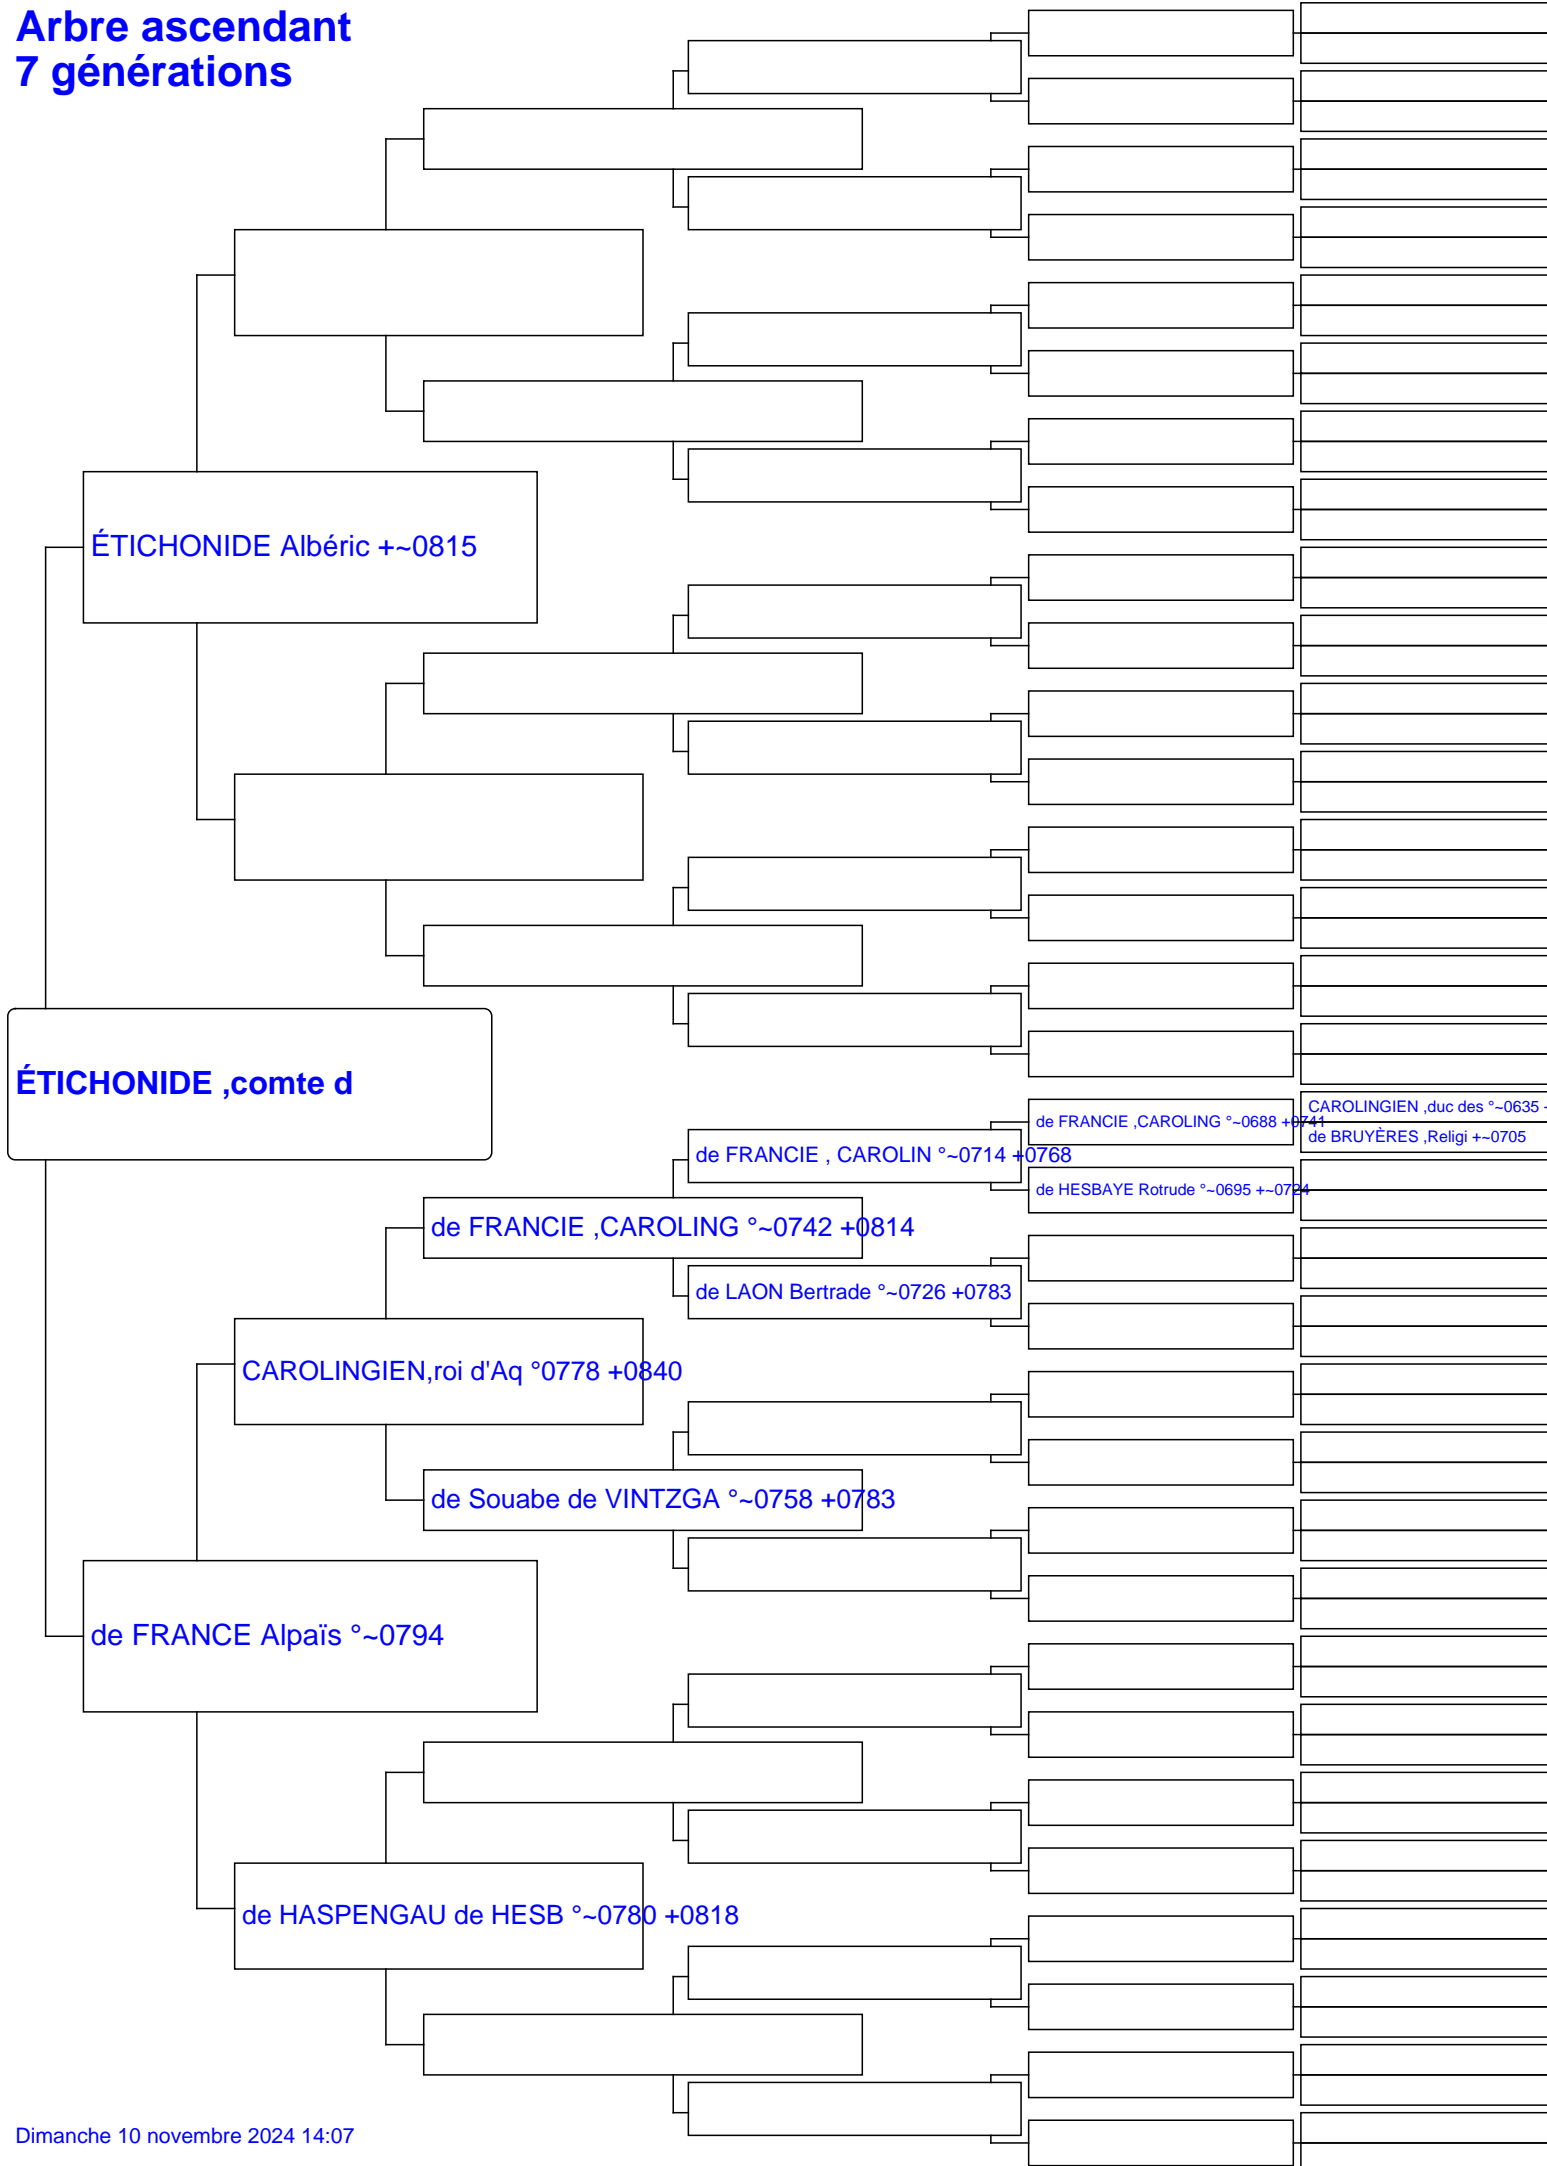 Arbre ascendant
7 générations
ÉTICHONIDE Albéric +~0815
ÉTICHONIDE ,comte d
CAROLINGIEN ,duc des °~0635
de FRANCIE ,CAROLING °~0688 +0741
de BRUYÈRES ,Religi +~0705
de FRANCIE , CAROLIN °~0714 +0768
de HESBAYE Rotrude °~0695 +~0724
de FRANCIE ,CAROLING °~0742 +0814
de LAON Bertrade °~0726 +0783
CAROLINGIEN,roi d'Aq °0778 +0840
de Souabe de VINTZGA °~0758 +0783
de FRANCE Alpaïs °~0794
de HASPENGAU de HESB °~0780 +0818
Dimanche 10 novembre 2024 14:07